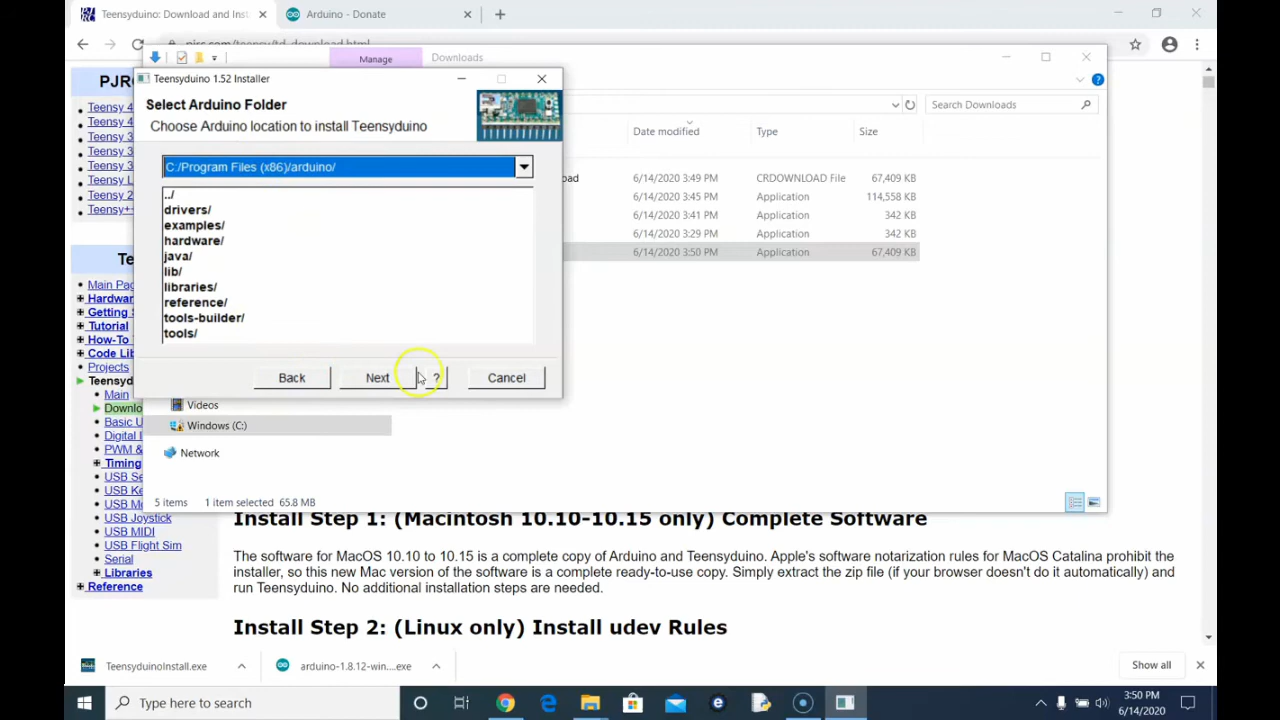 Teensyduino: Download and Inst
Arduino - Donate
pjrc.com/teensy/td_download.html
Manage
Downloads
PJRC
Teensyduino 1.52 Installer
Select Arduino Folder
Choose Arduino location to install Teensyduino
Search Downloads
Date modified
Type
Size
C:/Program Files (x86)/arduino/
../
drivers/
examples/
hardware/
java/
lib/
libraries/
reference/
tools-builder/
tools/
Back
Next
?
Cancel
oad
6/14/2020 3:49 PM
CRDOWNLOAD File
67,409 KB
6/14/2020 3:45 PM
Application
114,558 KB
6/14/2020 3:41 PM
Application
342 KB
6/14/2020 3:29 PM
Application
342 KB
6/14/2020 3:50 PM
Application
67,409 KB
Teensy 4
Teensy 4
Teensy 3
Teensy 3
Teensy 3
Teensy L
Teensy 2
Teensy++
Te
Main Pag
Hardwar
Getting S
Tutorial
How-To
Code Lib
Projects
Teensyd
Main
Downlo
Basic U
Digital I
PWM &
Timing
USB Se
USB Ke
USB Mo
USB Joystick
USB MIDI
USB Flight Sim
Serial
Libraries
Reference
Videos
Windows (C:)
Network
5 items
1 item selected 65.8 MB
Install Step 1: (Macintosh 10.10-10.15 only) Complete Software
The software for MacOS 10.10 to 10.15 is a complete copy of Arduino and Teensyduino. Apple's software notarization rules for MacOS Catalina prohibit the
installer, so this new Mac version of the software is a complete ready-to-use copy. Simply extract the zip file (if your browser doesn't do it automatically) and
run Teensyduino. No additional installation steps are needed.
Install Step 2: (Linux only) Install udev Rules
TeensyduinoInstall.exe
arduino-1.8.12-win....exe
Show all
Type here to search
3:50 PM
6/14/2020